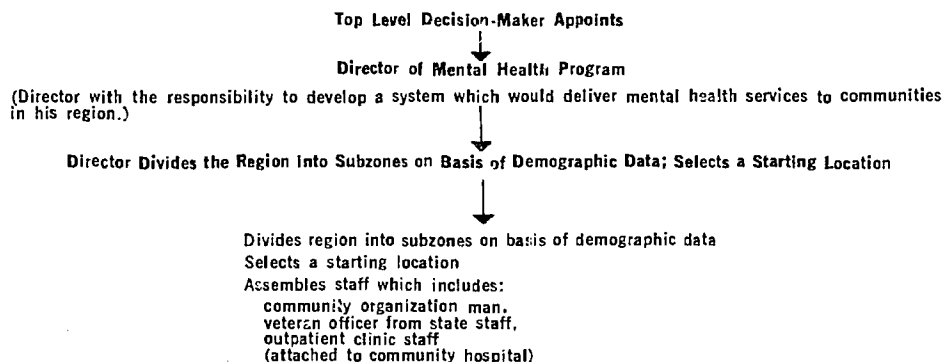 Top Level Decision-Maker Appoints
Director of Mental Health Program
(Director with the responsibility to develop a system which would deliver mental health services to communities
in his region.)
Director Divides the Region into Subzones on Basis of Demographic Data; Selects a Starting Location
Divides region into subzones on basis of demographic data
Selects a starting location
Assembles staff which includes:
community organization man,
veteran officer from state staff,
outpatient clinic staff
(attached to community hospital)